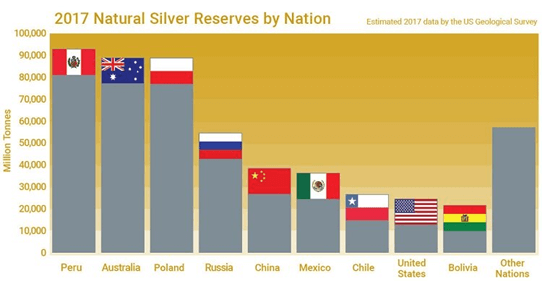 2017 Natural Silver Reserves by Nation
Estimated 2017 data by the US Geological Survey
Million Tonnes
100,000
90,000
80,000
70,000
60,000
50,000
40,000
30,000
20,000
10,000
0
Peru
Australia
Poland
Russia
China
Mexico
Chile
United
States
Bolivia
Other
Nations